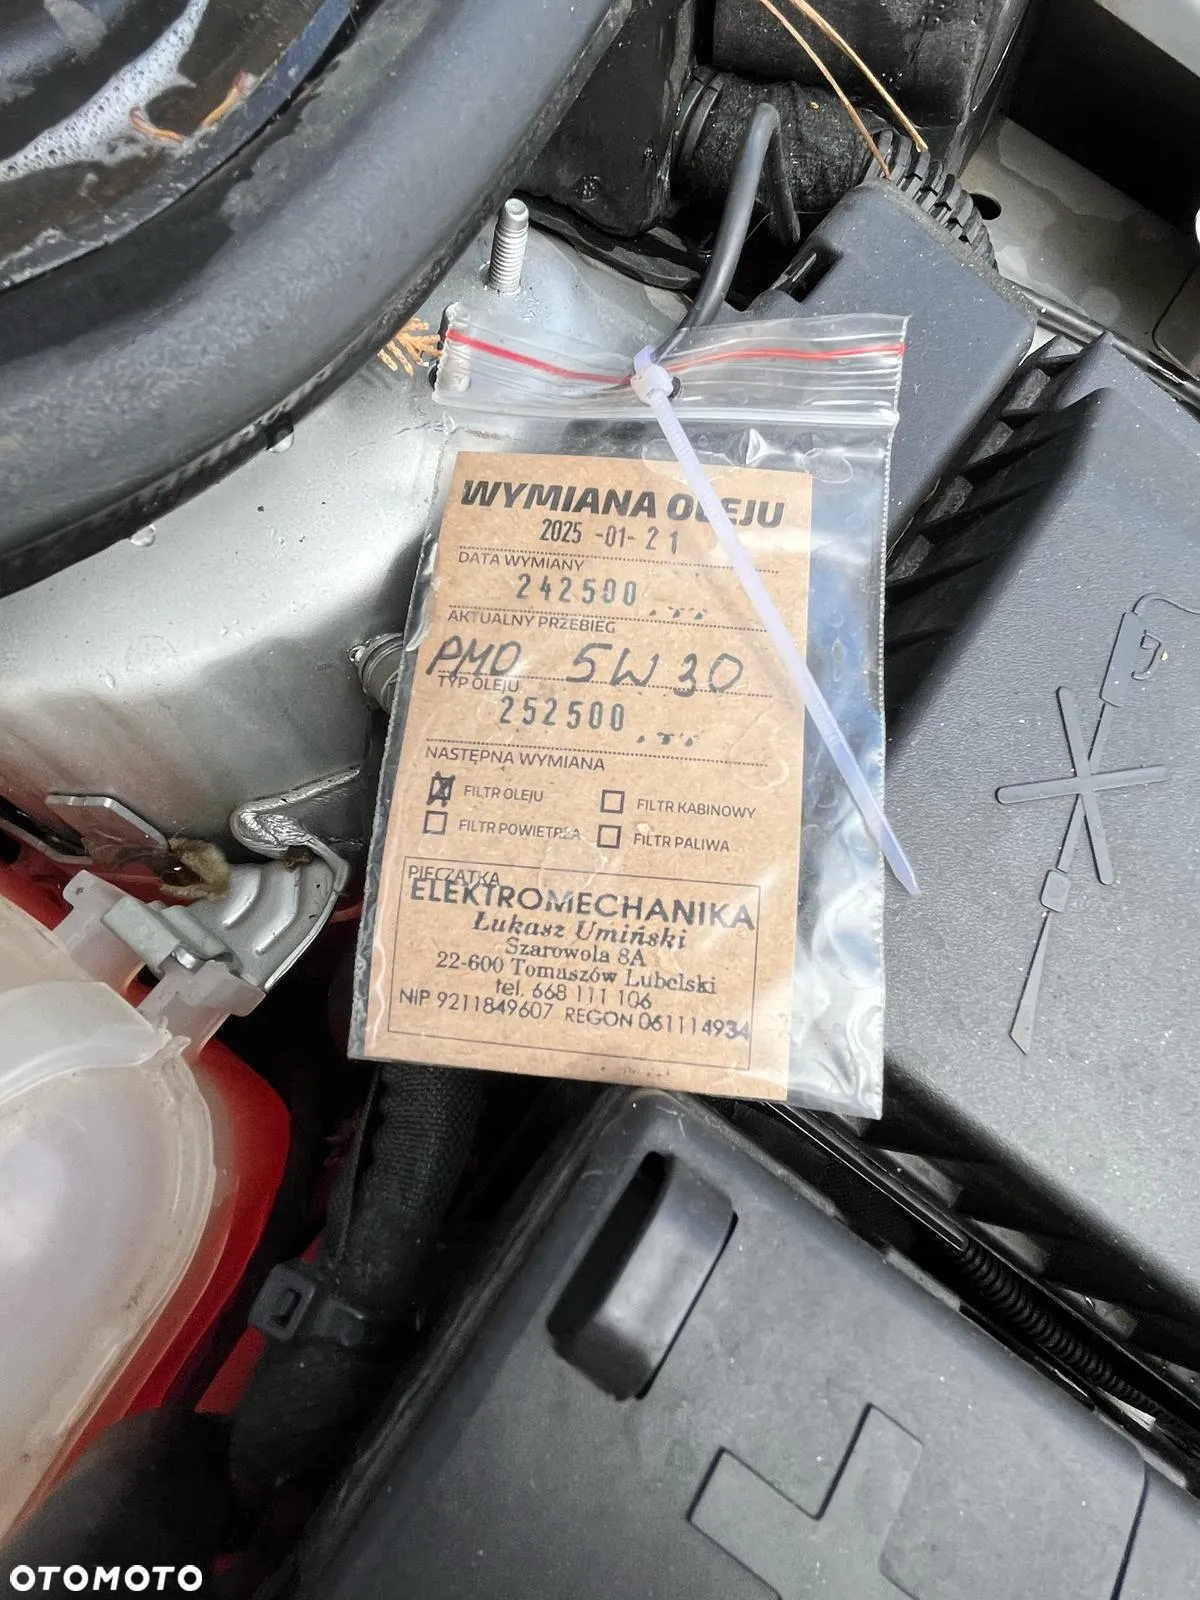 WYMIANA OLEJU
2025 -01- 21
DATA WYMIANY
242500
AKTUALNY PRZEBIEG
PMO 5W30
TYP OLEJU
252500
NASTĘPNA WYMIANA
FILTR OLEJU
FILTR KABINOWY
FILTR POWIETRZA
FILTR PALIWA
PIECZĄTKA
ELEKTROMECHANIKA
Łukasz Umiński
Szarowola 8A
22-600 Tomaszów Lubelski
tel. 668 111 106
NIP 9211849607 REGON 061114934
OTOMOTO